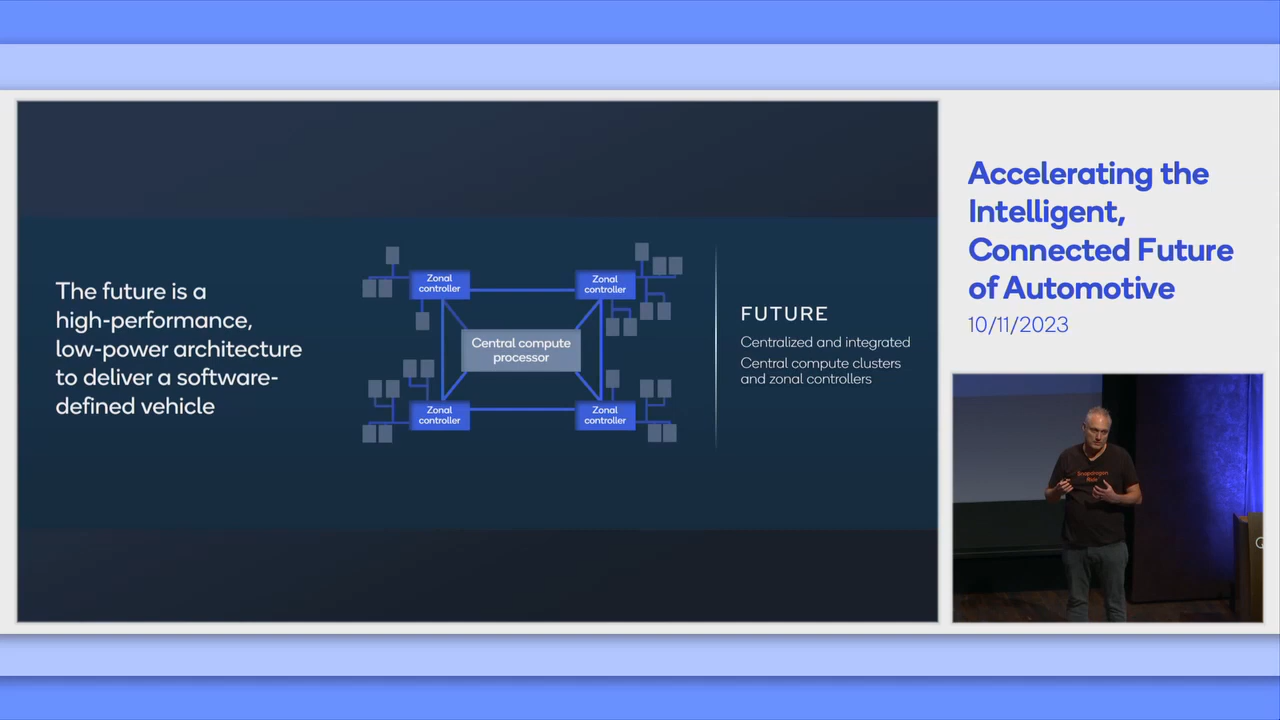 The future is a
high-performance,
low-power architecture
to deliver a software-
defined vehicle
Zonal
controller
Zonal
controller
Central compute
processor
Zonal
controller
Zonal
controller
FUTURE
Centralized and integrated
Central compute clusters
and zonal controllers
Accelerating the
Intelligent,
Connected Future
of Automotive
10/11/2023
Snapdragon
Ride